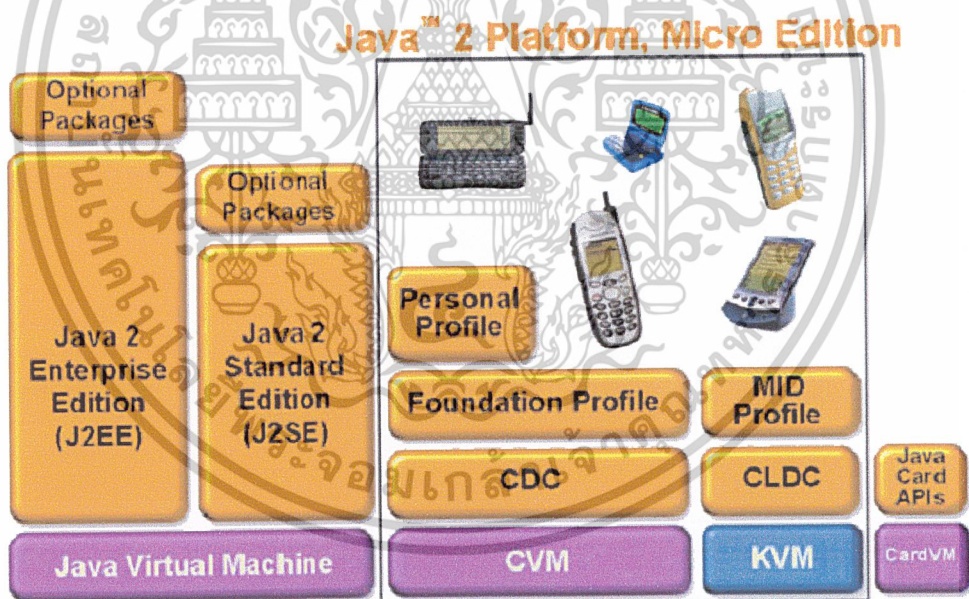 Java™ 2 Platform, Micro Edition
Optional
Packages
Java 2
Enterprise
Edition
(J2EE)
Optional
Packages
Java 2
Standard
Edition
(J2SE)
Java Virtual Machine
Personal
Profile
Foundation Profile
CDC
CVM
MID
Profile
CLDC
KVM
Java
Card
APIs
CardVM